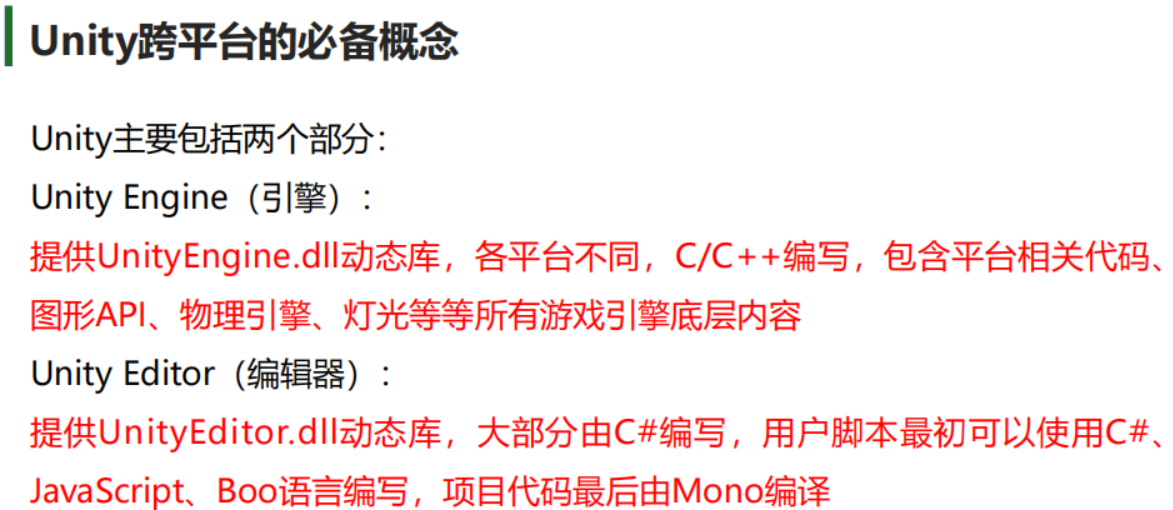 Unity跨平台的必备概念
Unity主要包括两个部分：
Unity Engine（引擎）：
提供UnityEngine.dll动态库，各平台不同，C/C++编写，包含平台相关代码、
图形API、物理引擎、灯光等等所有游戏引擎底层内容
Unity Editor（编辑器）：
提供UnityEditor.dll动态库，大部分由C#编写，用户脚本最初可以使用C#、
JavaScript、Boo语言编写，项目代码最后由Mono编译